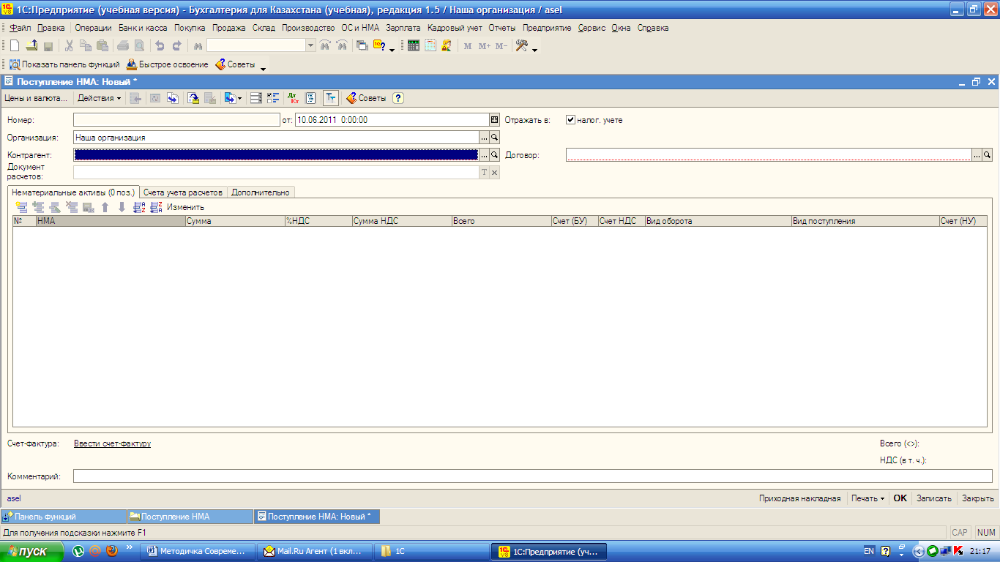 1С:Предприятие (учебная версия) - Бухгалтерия для Казахстана (учебная), редакция 1.5 / Наша организация / asel
Файл Правка Операции Банк и касса Покупка Продажа Склад Производство ОС и НМА Зарплата Кадровый учет Отчеты Предприятие Сервис Окна Справка
M M+ M-
Показать панель функций Быстрое освоение Советы
Поступление НМА: Новый *
Цены и валюта... Действия Дт Кт Советы ?
Номер: от: 10.06.2011 0:00:00 Отражать в: налог. учете
Организация: Наша организация ...
Контрагент: ... Договор: ...
Документ расчетов: T
Нематериальные активы (0 поз.) Счета учета расчетов Дополнительно
Изменить
№ НМА Сумма %НДС Сумма НДС Всего Счет (БУ) Счет НДС Вид оборота Вид поступления Счет (НУ)
Счет-фактура: Ввести счет-фактуру Всего (<>):
НДС (в т. ч.):
Комментарий:
asel Приходная накладная Печать OK Записать Закрыть
Панель функций Поступление НМА Поступление НМА: Новый *
Для получения подсказки нажмите F1 CAP NUM
пуск Методичка Совреме... Mail.Ru Агент (1 вкл... 1C 1С:Предприятие (уч... EN 21:17